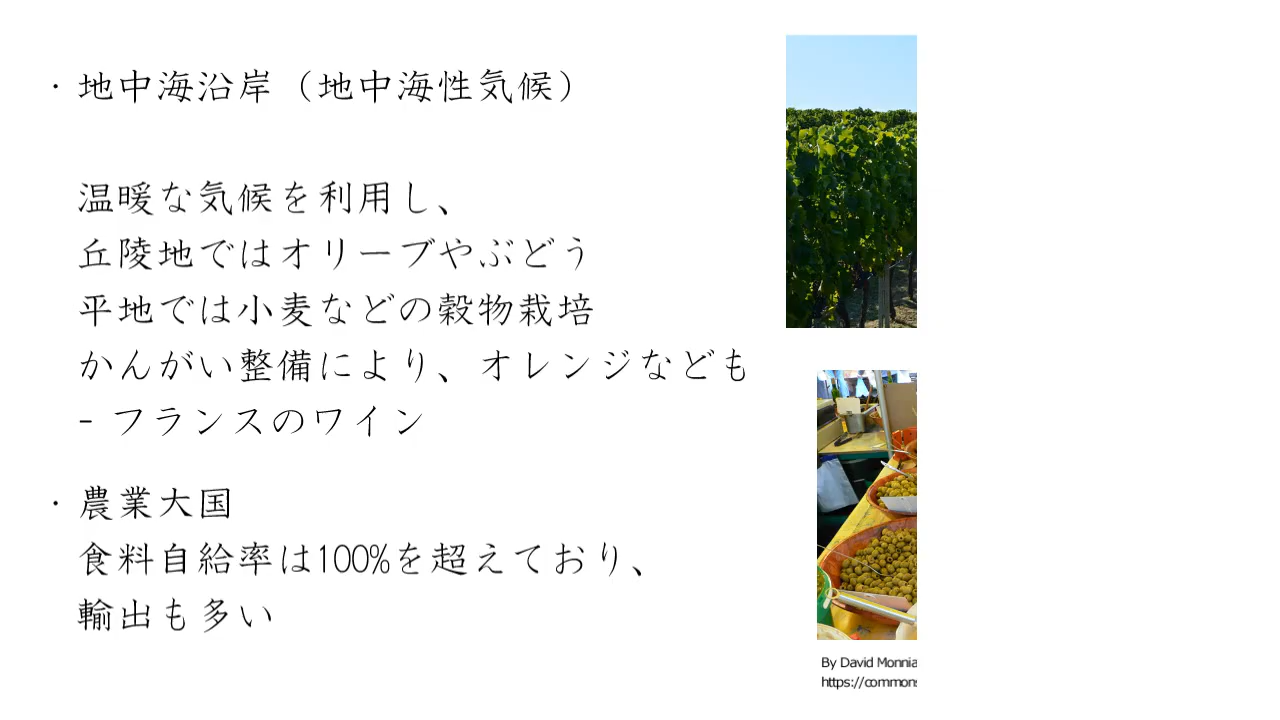 ・地中海沿岸（地中海性気候）
温暖な気候を利用し、
丘陵地ではオリーブやぶどう
平地では小麦などの穀物栽培
かんがい整備により、オレンジなども
- フランスのワイン
・農業大国
食料自給率は100%を超えており、
輸出も多い
By David Monnia
https://commons